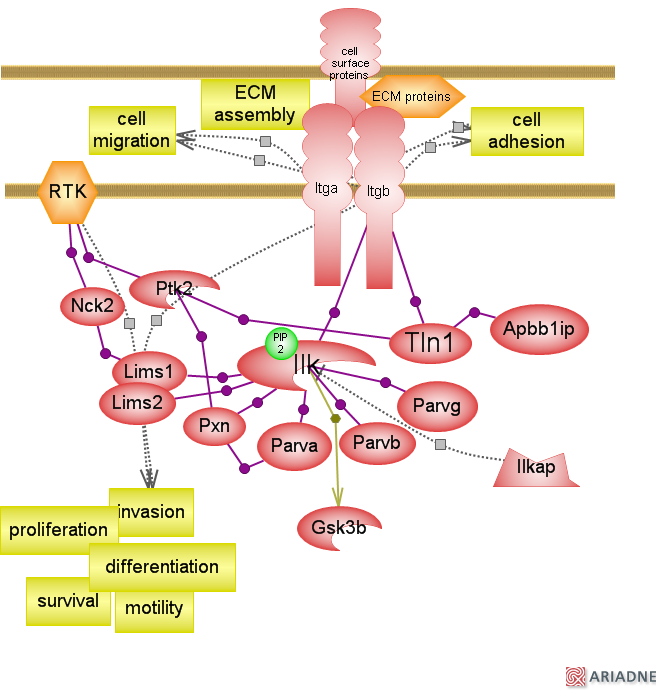 cell
surface
proteins
ECM
assembly
ECM proteins
cell
migration
cell
adhesion
RTK
Itga
Itgb
Ptk2
Nck2
Tln1
Apbb1ip
PIP
2
Ilk
Lims1
Lims2
Parvg
Pxn
Parva
Parvb
Ilkap
invasion
proliferation
Gsk3b
differentiation
survival
motility
ARIADNE